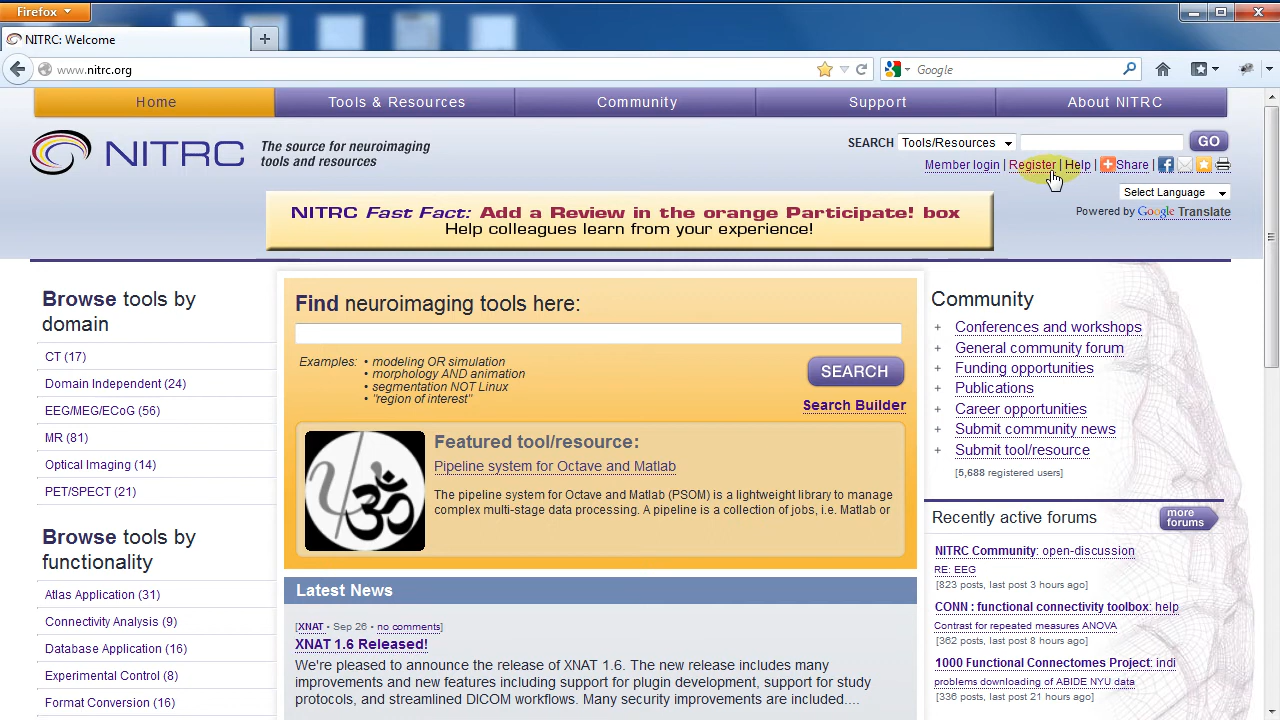 Firefox
NITRC: Welcome
www.nitrc.org
Google
Home
Tools & Resources
Community
Support
About NITRC
NITRC
The source for neuroimaging
tools and resources
SEARCH Tools/Resources GO
Member login | Register | Help | Share |
Select Language
Powered by Google Translate
NITRC Fast Fact: Add a Review in the orange Participate! box
Help colleagues learn from your experience!
Browse tools by
domain
CT (17)
Domain Independent (24)
EEG/MEG/ECoG (56)
MR (81)
Optical Imaging (14)
PET/SPECT (21)
Browse tools by
functionality
Atlas Application (31)
Connectivity Analysis (9)
Database Application (16)
Experimental Control (8)
Format Conversion (16)
Find neuroimaging tools here:
Examples: • modeling OR simulation
• morphology AND animation
• segmentation NOT Linux
• "region of interest"
SEARCH
Search Builder
Featured tool/resource:
Pipeline system for Octave and Matlab
The pipeline system for Octave and Matlab (PSOM) is a lightweight library to manage
complex multi-stage data processing. A pipeline is a collection of jobs, i.e. Matlab or
Latest News
[XNAT • Sep 26 • no comments]
XNAT 1.6 Released!
We're pleased to announce the release of XNAT 1.6. The new release includes many
improvements and new features including support for plugin development, support for study
protocols, and streamlined DICOM workflows. Many security improvements are included....
Community
+ Conferences and workshops
+ General community forum
+ Funding opportunities
+ Publications
+ Career opportunities
+ Submit community news
+ Submit tool/resource
[5,688 registered users]
Recently active forums
more
forums
NITRC Community: open-discussion
RE: EEG
[823 posts, last post 3 hours ago]
CONN : functional connectivity toolbox: help
Contrast for repeated measures ANOVA
[362 posts, last post 8 hours ago]
1000 Functional Connectomes Project: indi
problems downloading of ABIDE NYU data
[336 posts, last post 21 hours ago]